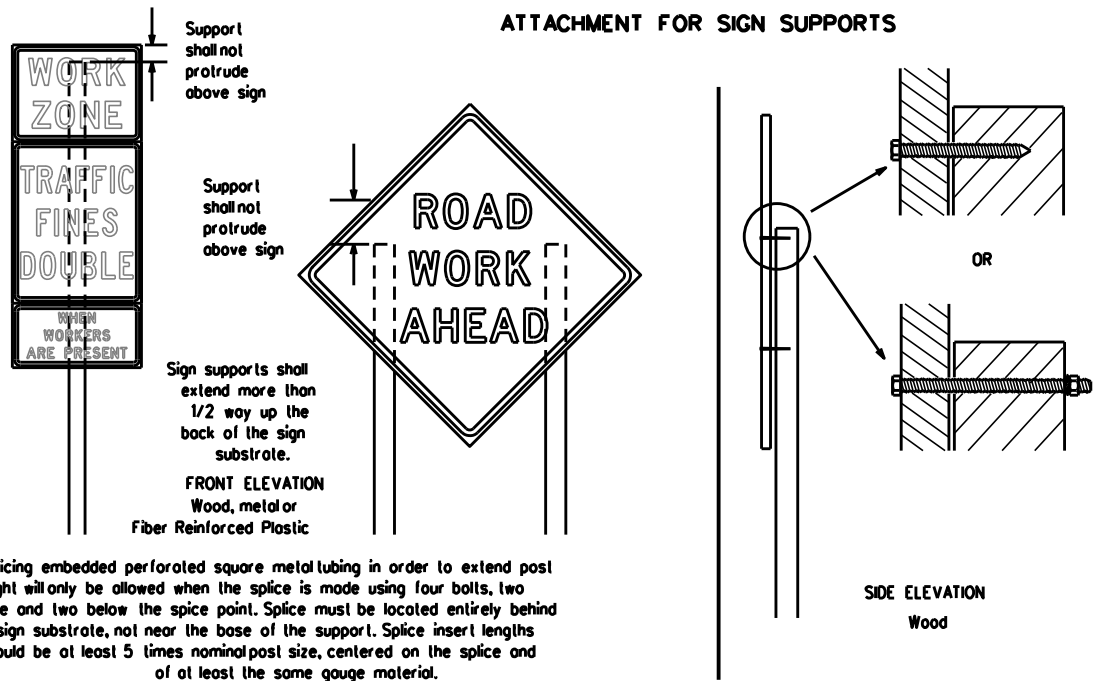 ATTACHMENT FOR SIGN SUPPORTS
Support
shall not
protrude
above sign
WORK
ZONE
TRAFFIC
FINES
DOUBLE
WHEN
WORKERS
ARE PRESENT
Support
shall not
protrude
above sign
ROAD
WORK
AHEAD
Sign supports shall
extend more than
1/2 way up the
back of the sign
substrate.
FRONT ELEVATION
Wood, metal or
Fiber Reinforced Plastic
OR
SIDE ELEVATION
Wood
icing embedded perforated square metal tubing in order to extend post
ght will only be allowed when the splice is made using four bolts, two
e and two below the spice point. Splice must be located entirely behind
sign substrate, not near the base of the support. Splice insert lengths
ould be at least 5 times nominal post size, centered on the splice and
of at least the same gauge material.